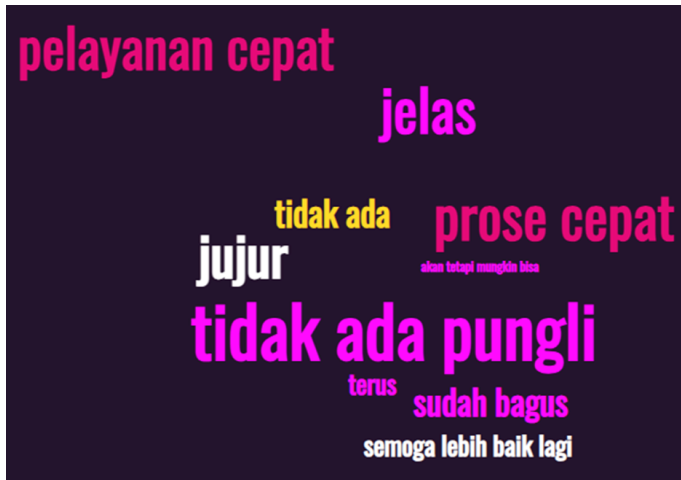 pelayanan cepat
jelas
tidak ada
prose cepat
jujur
akan tetapi mungkin bisa
tidak ada pungli
terus
sudah bagus
semoga lebih baik lagi